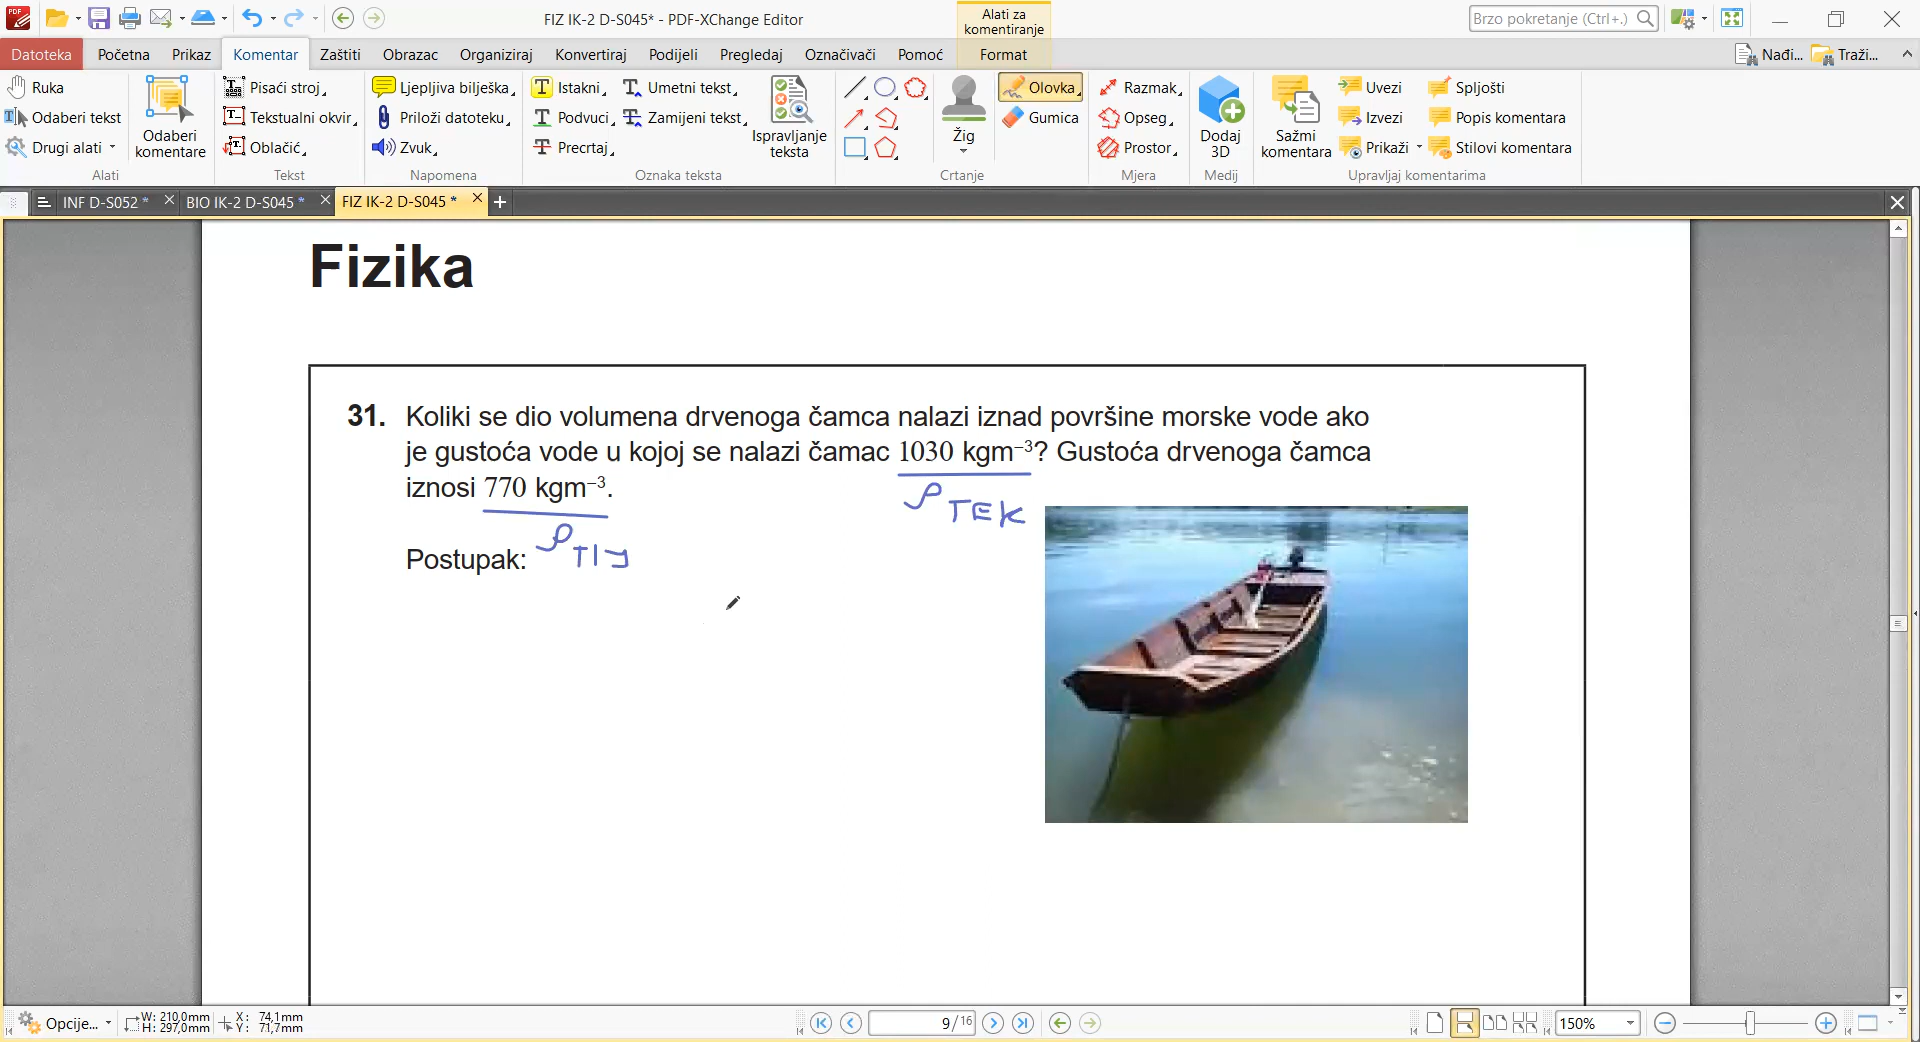 FIZ IK-2 D-S045* - PDF-XChange Editor
Alati za komentiranje
Brzo pokretanje (Ctrl+.)
Datoteka Početna Prikaz Komentar Zaštiti Obrazac Organiziraj Konvertiraj Podijeli Pregledaj Označivači Pomoć Format Nađi... Traži...
Ruka
Odaberi tekst
Drugi alati
Odaberi komentare
Alati
Pisaći stroj
Tekstualni okvir
Oblačić
Tekst
Ljepljiva bilješka
Priloži datoteku
Zvuk
Napomena
Istakni
Podvuci
Precrtaj
Umetni tekst
Zamijeni tekst
Ispravljanje teksta
Oznaka teksta
Žig
Olovka
Gumica
Crtanje
Razmak
Opseg
Prostor
Mjera
Dodaj 3D
Medij
Sažmi komentara
Uvezi
Izvezi
Prikaži
Spljošti
Popis komentara
Stilovi komentara
Upravljaj komentarima
INF D-S052 * BIO IK-2 D-S045 * FIZ IK-2 D-S045 *
Fizika
31. Koliki se dio volumena drvenoga čamca nalazi iznad površine morske vode ako
je gustoća vode u kojoj se nalazi čamac 1030 kgm⁻³? Gustoća drvenoga čamca
iznosi 770 kgm⁻³.
ρ TEK
ρ TIJ
Postupak:
Opcije...
W: 210,0mm X: 74,1mm
H: 297,0mm Y: 71,7mm
9 / 16
150%